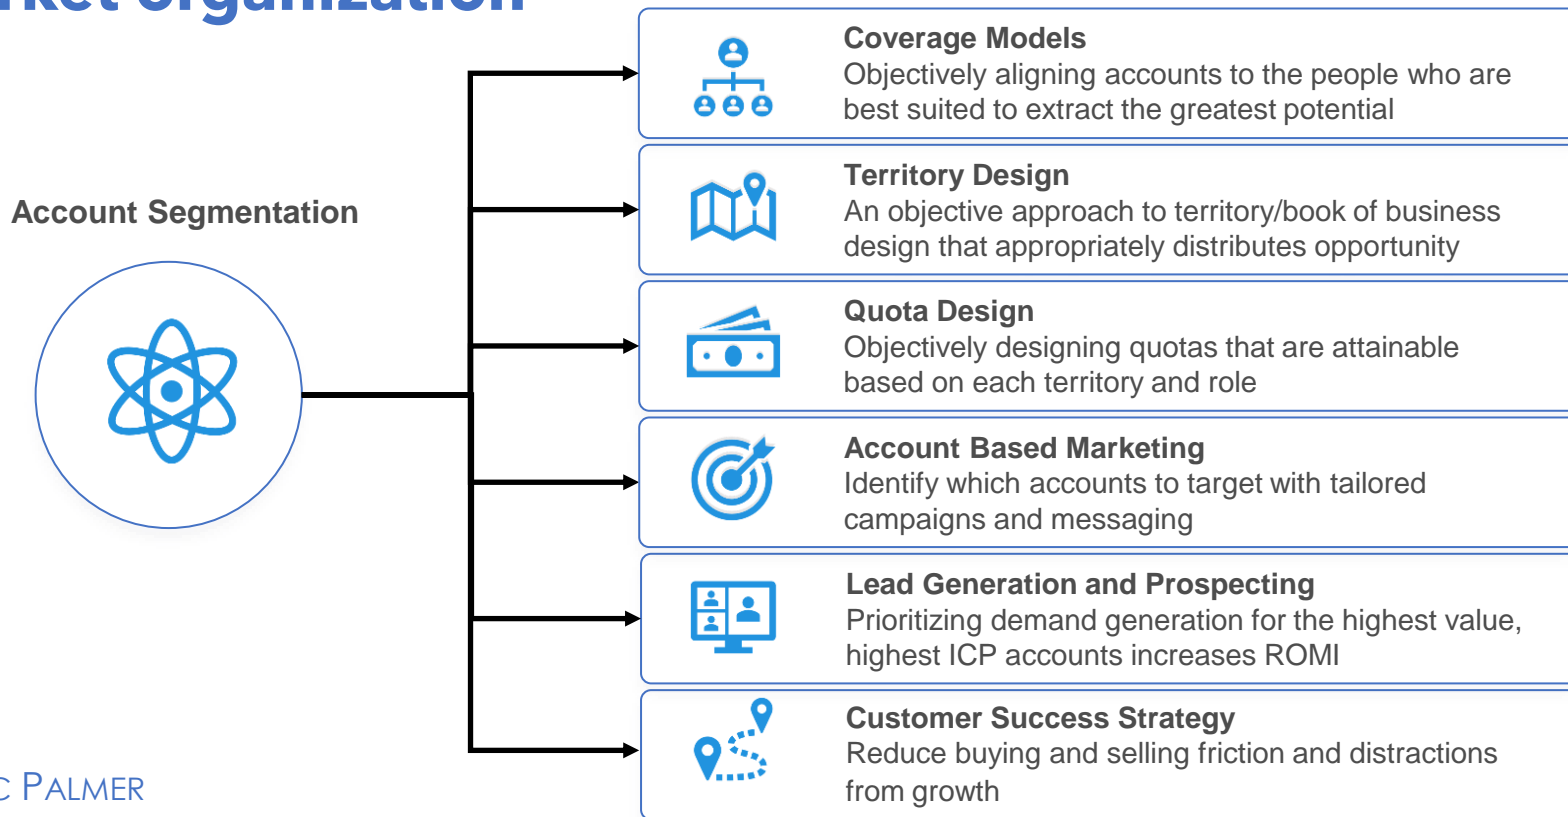 organization
Account Segmentation
Coverage Models
Objectively aligning accounts to the people who are
best suited to extract the greatest potential
Territory Design
An objective approach to territory/book of business
design that appropriately distributes opportunity
Quota Design
Objectively designing quotas that are attainable
based on each territory and role
Account Based Marketing
Identify which accounts to target with tailored
campaigns and messaging
Lead Generation and Prospecting
Prioritizing demand generation for the highest value,
highest ICP accounts increases ROMI
Customer Success Strategy
Reduce buying and selling friction and distractions
from growth
PALMER